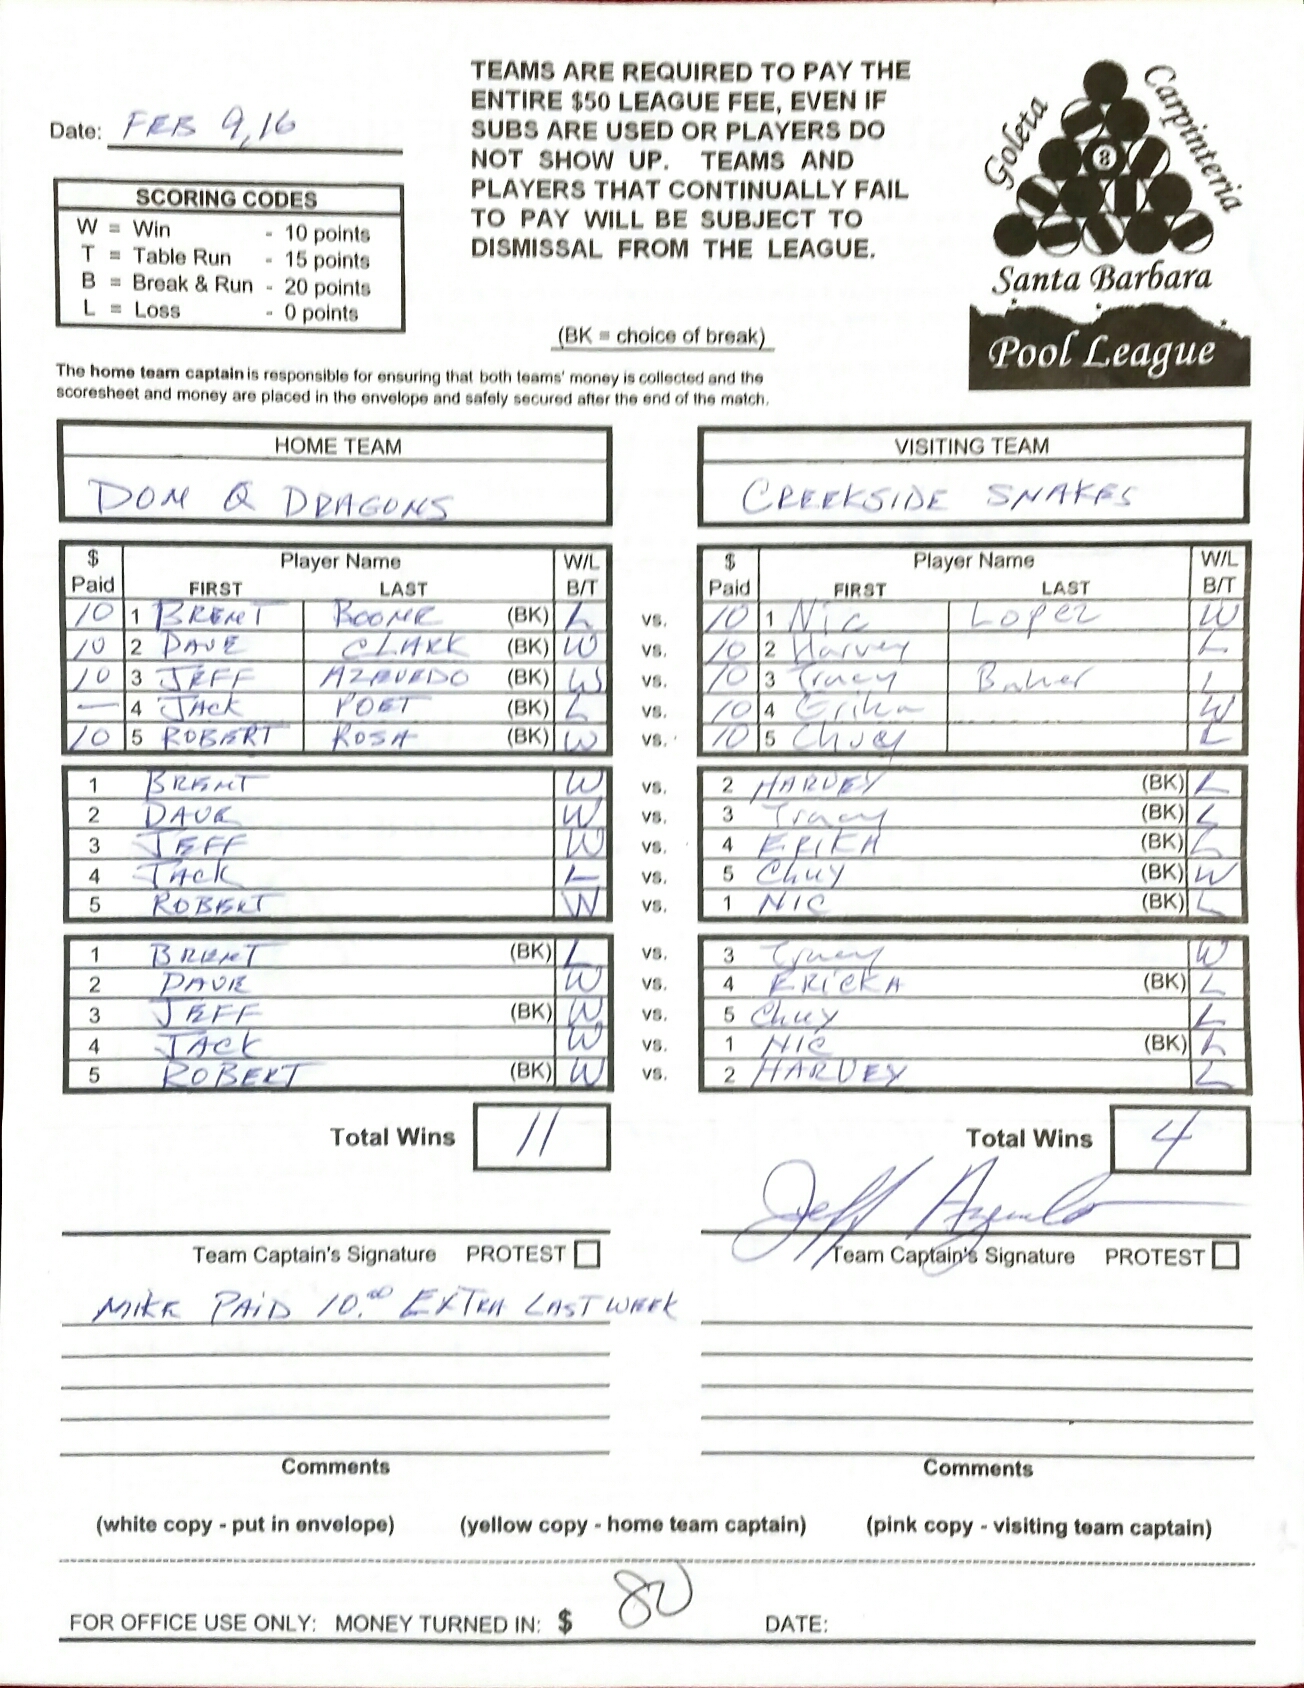 TEAMS ARE REQUIRED TO PAY THE
ENTIRE $50 LEAGUE FEE, EVEN IF
SUBS ARE USED OR PLAYERS DO
NOT SHOW UP. TEAMS AND
PLAYERS THAT CONTINUALLY FAIL
TO PAY WILL BE SUBJECT TO
DISMISSAL FROM THE LEAGUE.
Date: FEB 9,16
SCORING CODES
W = Win - 10 points
T = Table Run - 15 points
B = Break & Run - 20 points
L = Loss - 0 points
(BK = choice of break)
Goleta
Carpinteria
8
Santa Barbara
Pool League
The home team captain is responsible for ensuring that both teams' money is collected and the
scoresheet and money are placed in the envelope and safely secured after the end of the match.
HOME TEAM VISITING TEAM
DOM Q DRAGONS CREEKSIDE SNAKES
$ Paid Player Name FIRST LAST W/L B/T $ Paid Player Name FIRST LAST W/L B/T
10 1 BRENT BOONE (BK) L vs. 10 1 Nic Lopez W
10 2 DAVE CLARK (BK) W vs. 10 2 Harvey L
10 3 JEFF AZEVEDO (BK) W vs. 10 3 Tracy L
— 4 JACK POET (BK) L vs. 10 4 Erika W
10 5 ROBERT ROSA (BK) W vs. 10 5 Chuy L
1 BRENT W vs. 2 HARVEY (BK) L
2 DAVE W vs. 3 Tracy (BK) L
3 JEFF W vs. 4 ERIKA (BK) L
4 JACK L vs. 5 Chuy (BK) W
5 ROBERT W vs. 1 NIC (BK) L
1 BRENT (BK) L vs. 3 Tracy W
2 DAVE W vs. 4 ERICKA (BK) L
3 JEFF (BK) W vs. 5 Chuy L
4 JACK W vs. 1 NIC (BK) L
5 ROBERT (BK) W vs. 2 HARVEY L
Total Wins 11 Total Wins 4
Jeff Azevedo
Team Captain's Signature PROTEST Team Captain's Signature PROTEST
MIKE PAID 10.00 EXTRA LAST WEEK
Comments Comments
(white copy - put in envelope) (yellow copy - home team captain) (pink copy - visiting team captain)
FOR OFFICE USE ONLY: MONEY TURNED IN: $ 80 DATE: